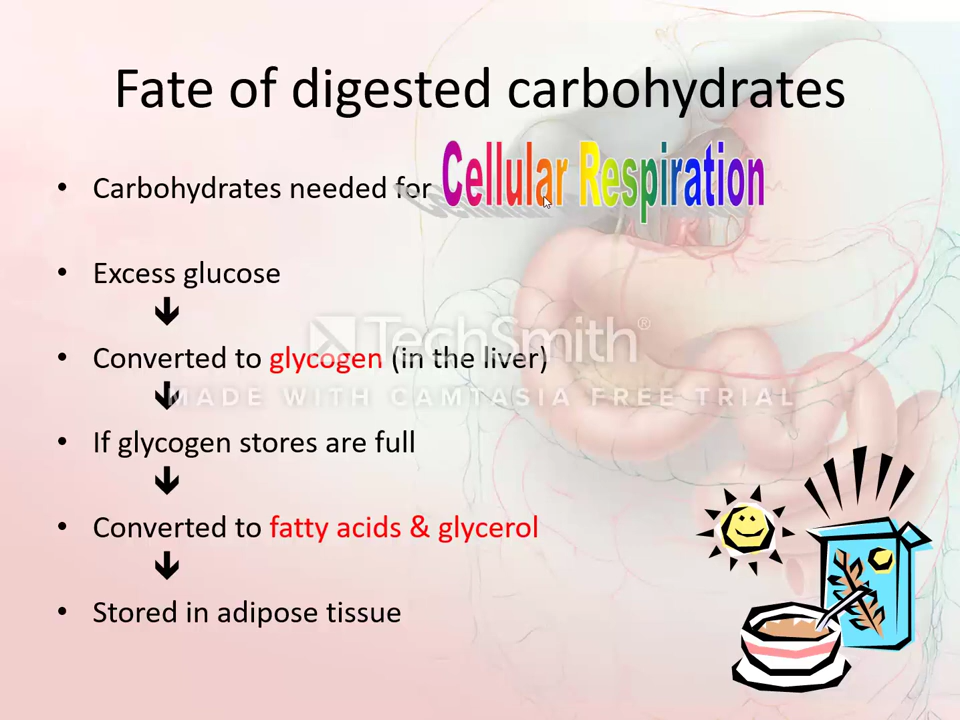 Fate of digested carbohydrates
• Carbohydrates needed for Cellular Respiration
• Excess glucose
🡻
• Converted to glycogen (in the liver)
🡻
• If glycogen stores are full
🡻
• Converted to fatty acids & glycerol
🡻
• Stored in adipose tissue
TechSmith®
MADE WITH CAMTASIA FREE TRIAL